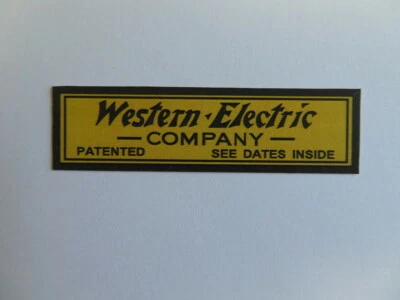 Western·Electric
— COMPANY —
PATENTED SEE DATES INSIDE